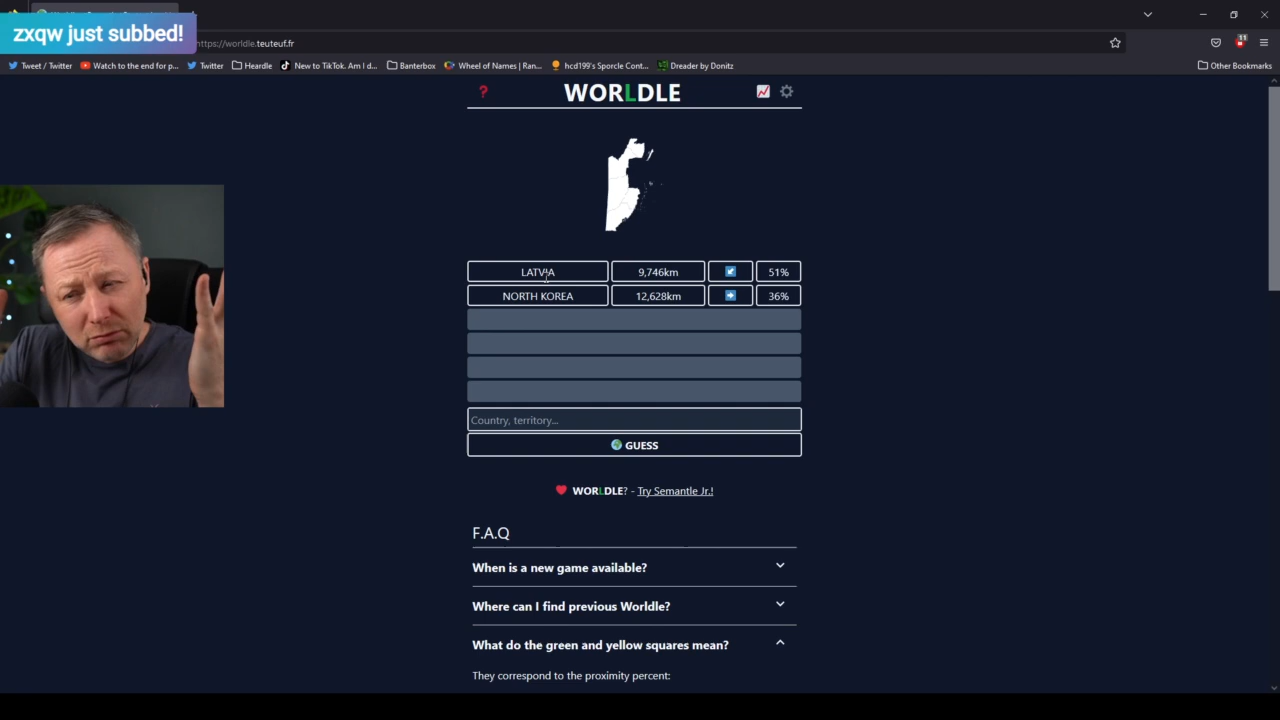 zxqw just subbed!
https://worldle.teuteuf.fr
11
Tweet / Twitter
Watch to the end for p...
Twitter
Heardle
New to TikTok. Am I d...
Banterbox
Wheel of Names | Ran...
hcd199's Sporcle Cont...
Dreader by Donitz
Other Bookmarks
?
WORLDLE
LATVIA 9,746km 51%
NORTH KOREA 12,628km 36%
Country, territory...
GUESS
WORLDLE? - Try Semantle Jr.!
F.A.Q
When is a new game available?
Where can I find previous Worldle?
What do the green and yellow squares mean?
They correspond to the proximity percent: